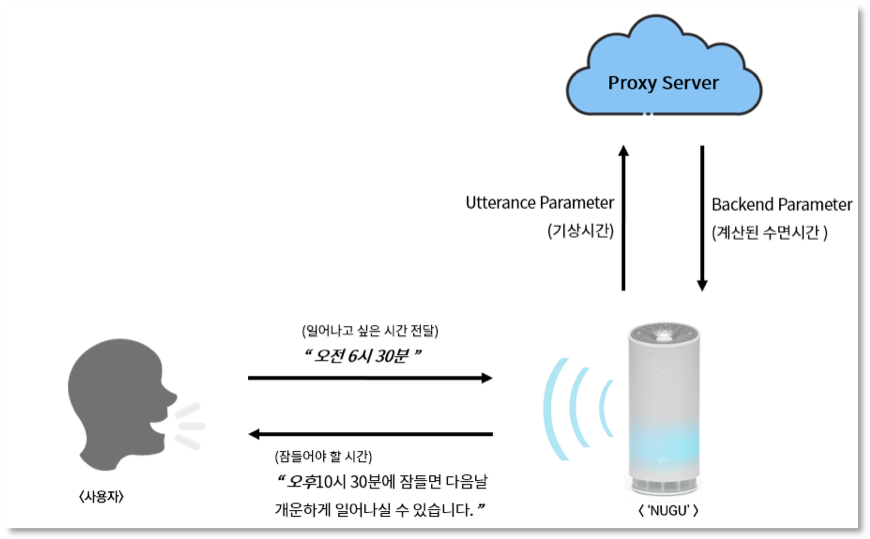 Proxy Server
Utterance Parameter
(기상시간)
Backend Parameter
(계산된 수면시간 )
(일어나고 싶은 시간 전달)
“ 오전 6시 30분 ”
(잠들어야 할 시간)
“ 오후10시 30분에 잠들면 다음날
개운하게 일어나실 수 있습니다. ”
〈사용자〉
〈 ‘NUGU’ 〉